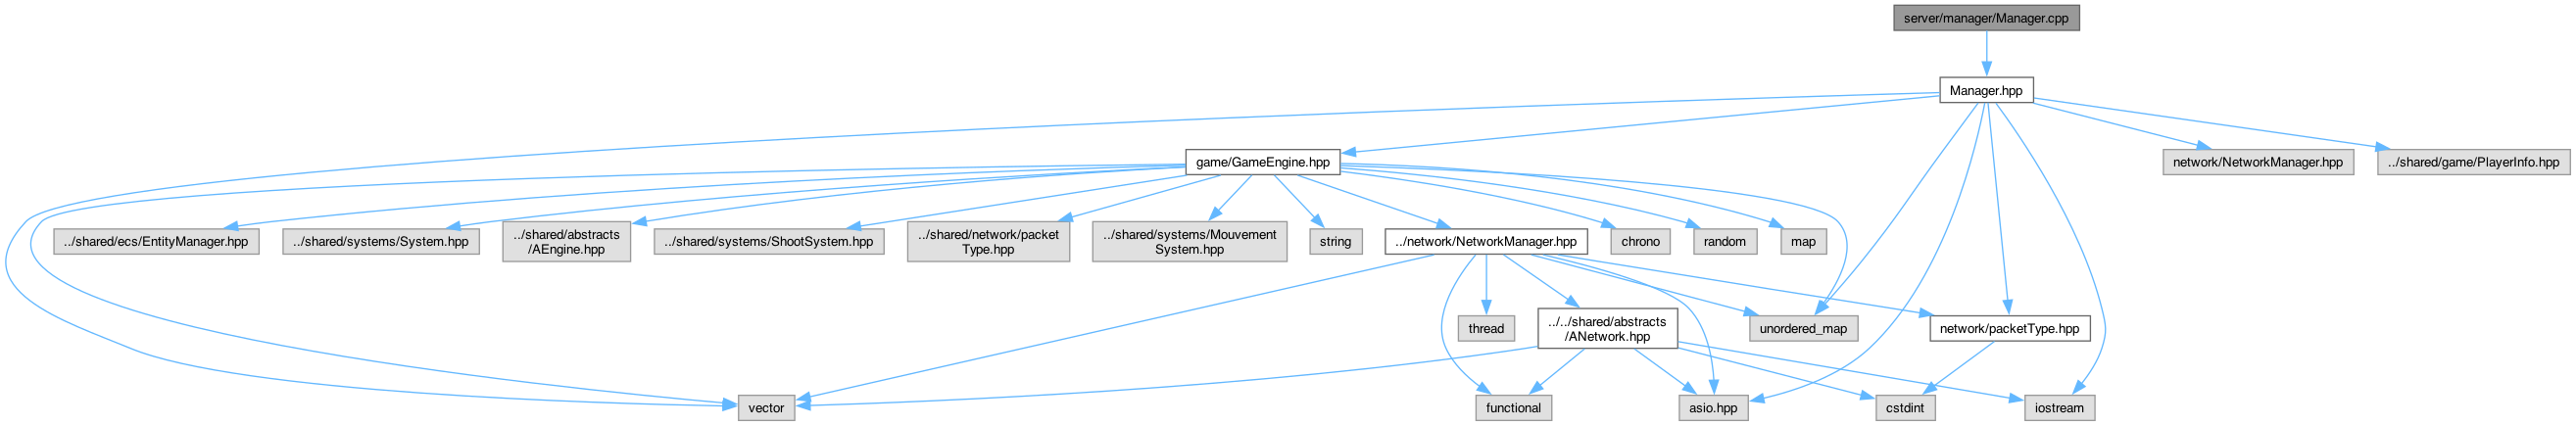 server/manager/Manager.cpp
Manager.hpp
game/GameEngine.hpp
network/NetworkManager.hpp
../shared/game/PlayerInfo.hpp
../shared/ecs/EntityManager.hpp
../shared/systems/System.hpp
../shared/abstracts
/AEngine.hpp
../shared/systems/ShootSystem.hpp
../shared/network/packet
Type.hpp
../shared/systems/Mouvement
System.hpp
string
../network/NetworkManager.hpp
chrono
random
map
thread
../../shared/abstracts
/ANetwork.hpp
unordered_map
network/packetType.hpp
vector
functional
asio.hpp
cstdint
iostream